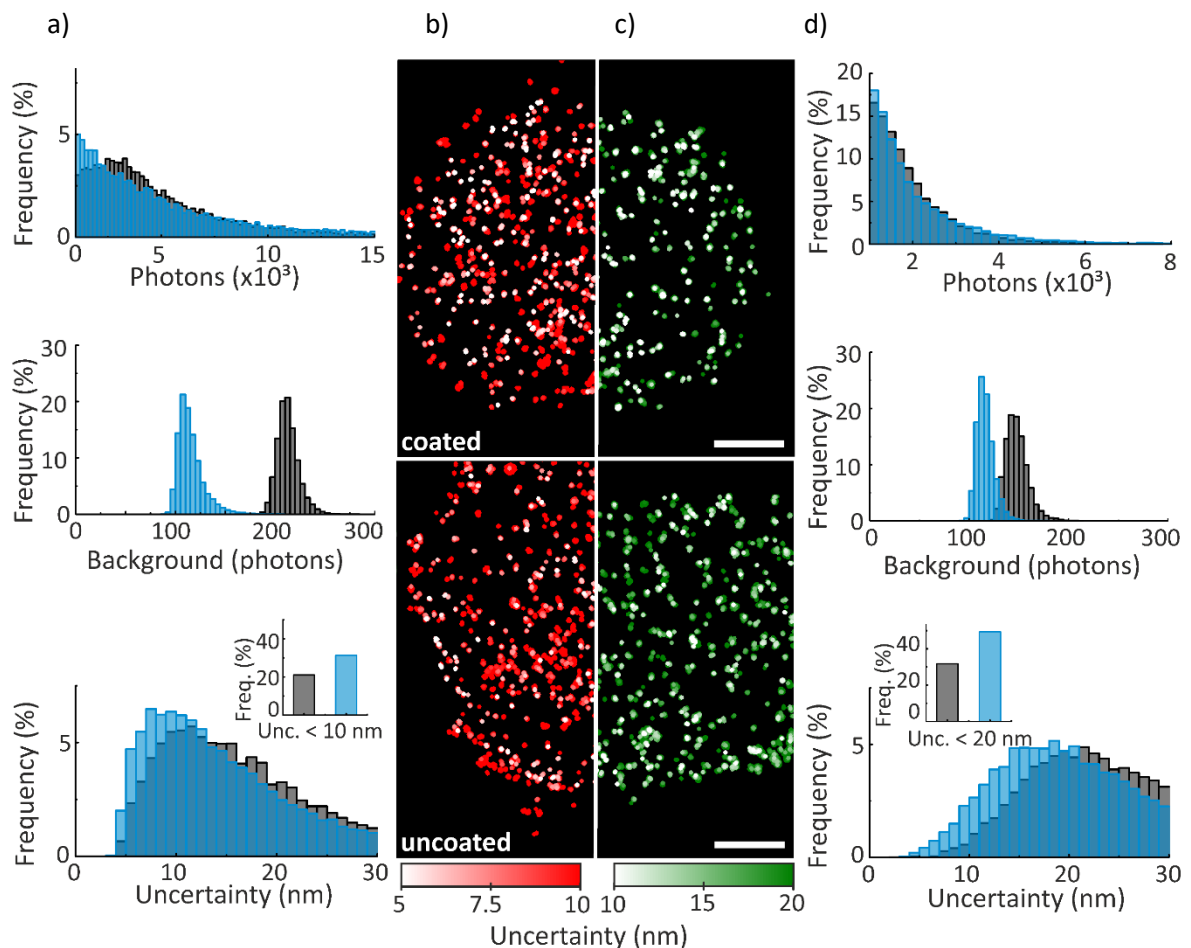 a)
b)
c)
d)
Frequency (%)
5
0
0
5
10
15
Photons (x10³)
Frequency (%)
30
20
10
0
0
100
200
300
Background (photons)
Frequency (%)
5
0
0
10
20
30
Uncertainty (nm)
Freq. (%)
40
20
0
Unc. < 10 nm
coated
uncoated
5
7.5
10
10
15
20
Uncertainty (nm)
Frequency (%)
20
15
10
5
0
2
4
6
8
Photons (x10³)
Frequency (%)
30
20
10
0
0
100
200
300
Background (photons)
Frequency (%)
5
0
0
10
20
30
Uncertainty (nm)
Freq. (%)
40
20
0
Unc. < 20 nm